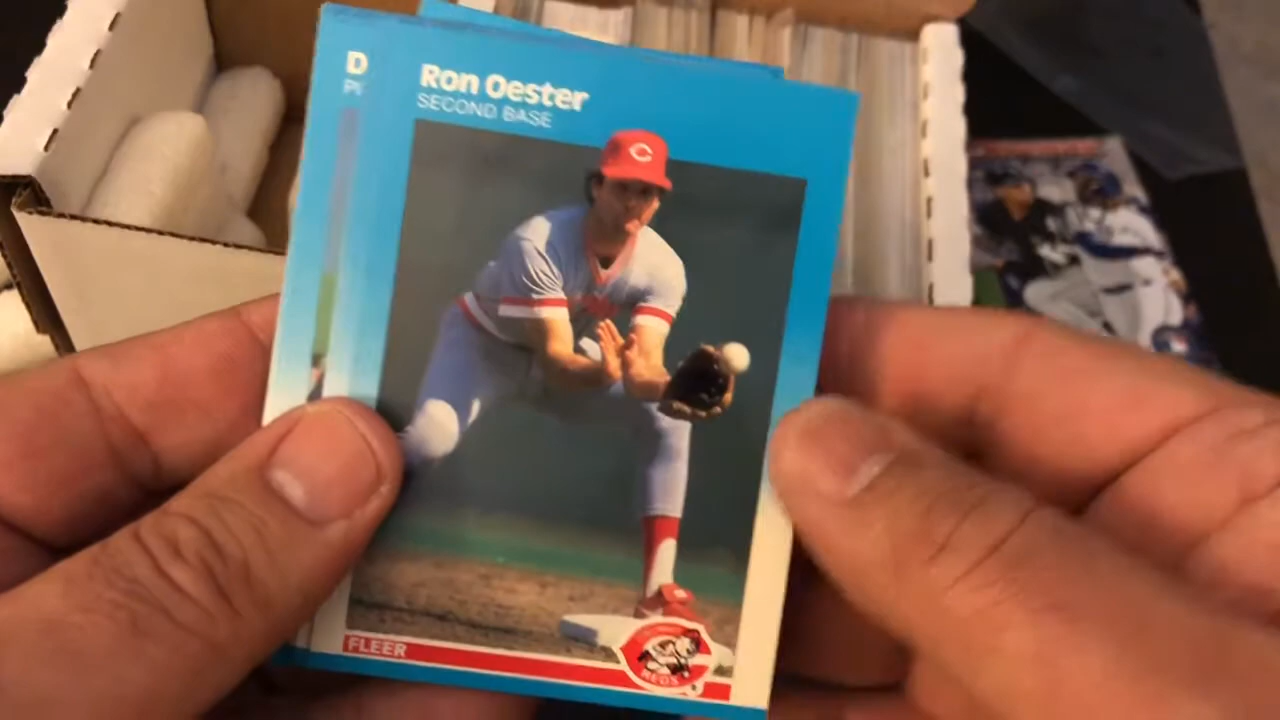 D
Ron Oester
SECOND BASE
C
FLEER
REDS